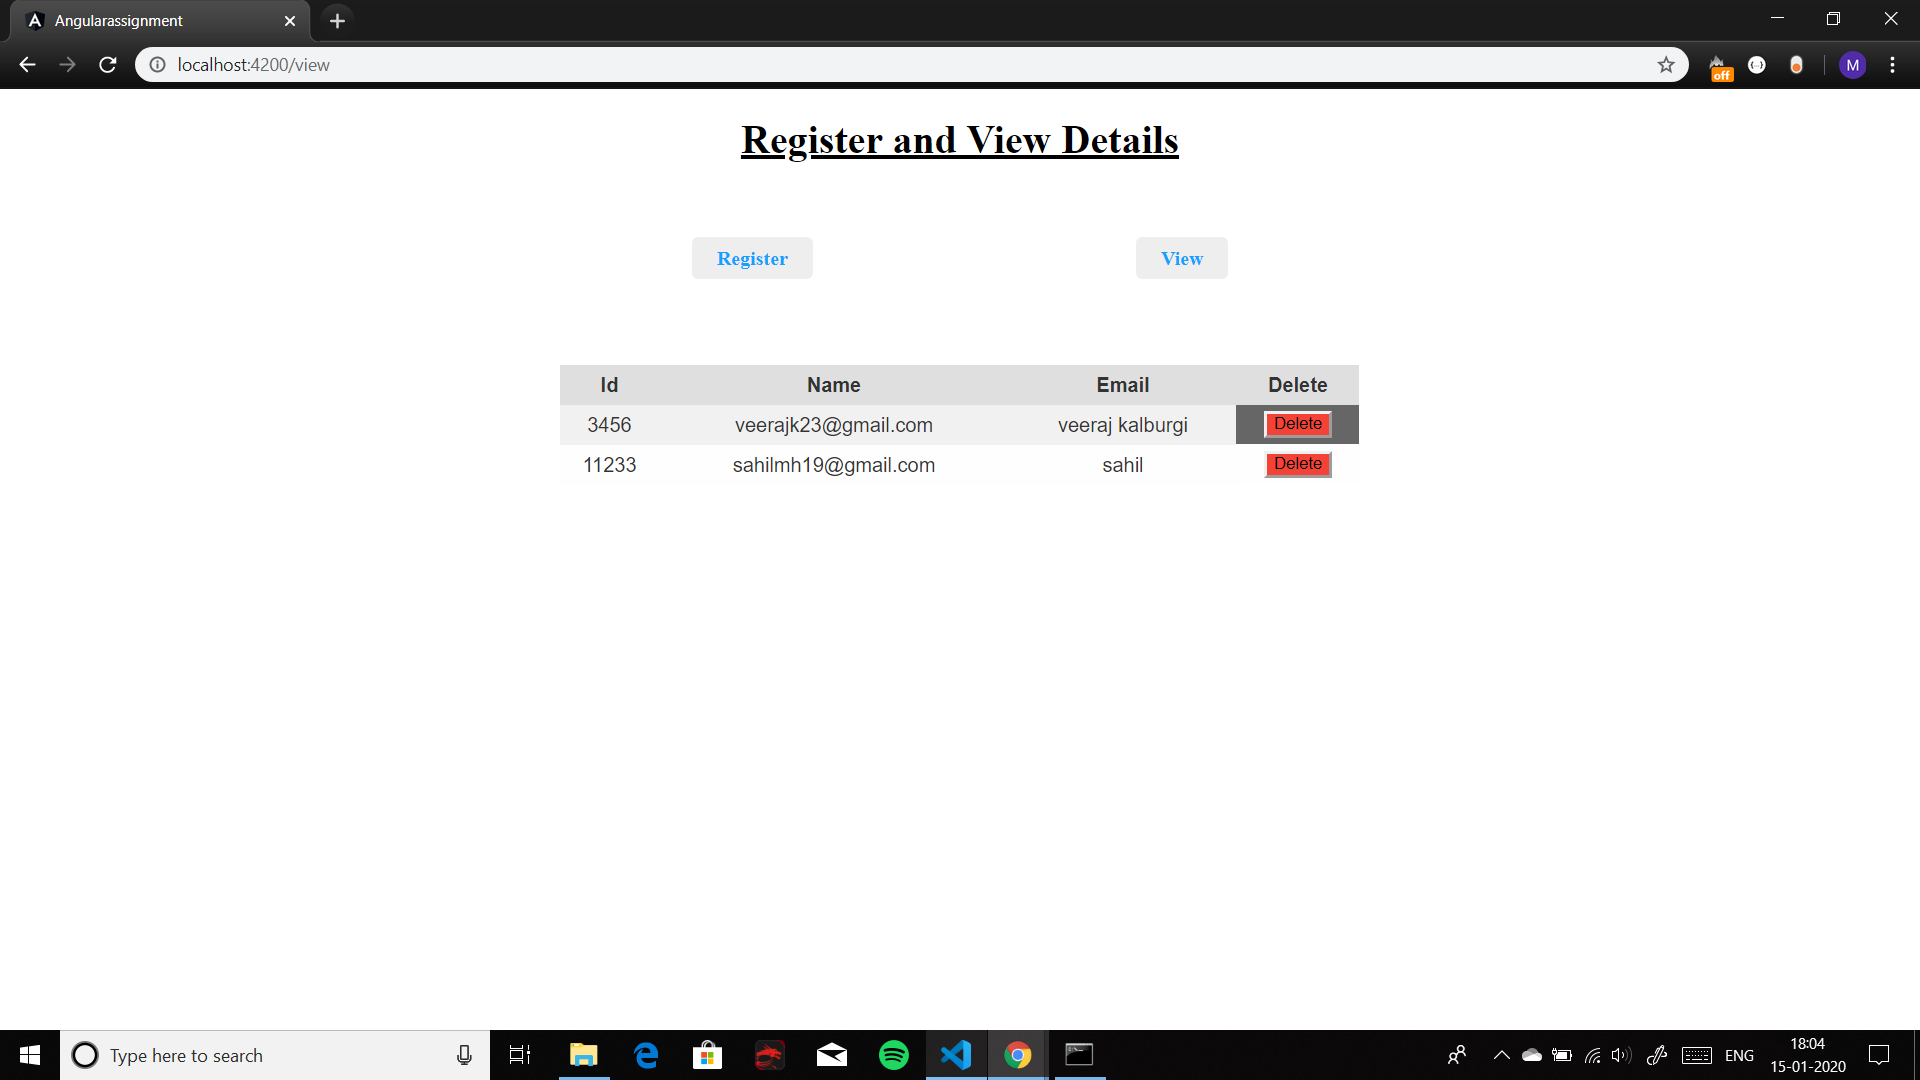 Angularassignment
localhost:4200/view
off
M
Register and View Details
Register View
Id Name Email Delete
3456 veerajk23@gmail.com veeraj kalburgi Delete
11233 sahilmh19@gmail.com sahil Delete
Type here to search
ENG
18:04
15-01-2020